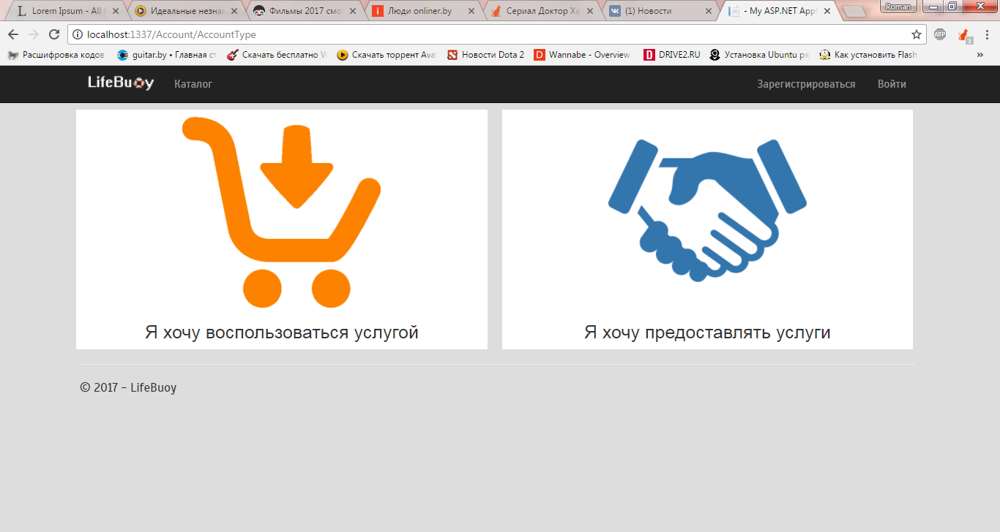 Lorem Ipsum - All
Идеальные незна
Фильмы 2017 смо
Люди onliner.by
Сериал Доктор Ха
(1) Новости
- My ASP.NET Appl
Roman
localhost:1337/Account/AccountType
ABP
3
Расшифровка кодов
guitar.by • Главная ст
Скачать бесплатно
Скачать торрент Ava
Новости Dota 2
Wannabe - Overview
DRIVE2.RU
Установка Ubuntu ря
Как установить Flash
»
LifeBuoy
Каталог
Зарегистрироваться
Войти
Я хочу воспользоваться услугой
Я хочу предоставлять услуги
© 2017 – LifeBuoy